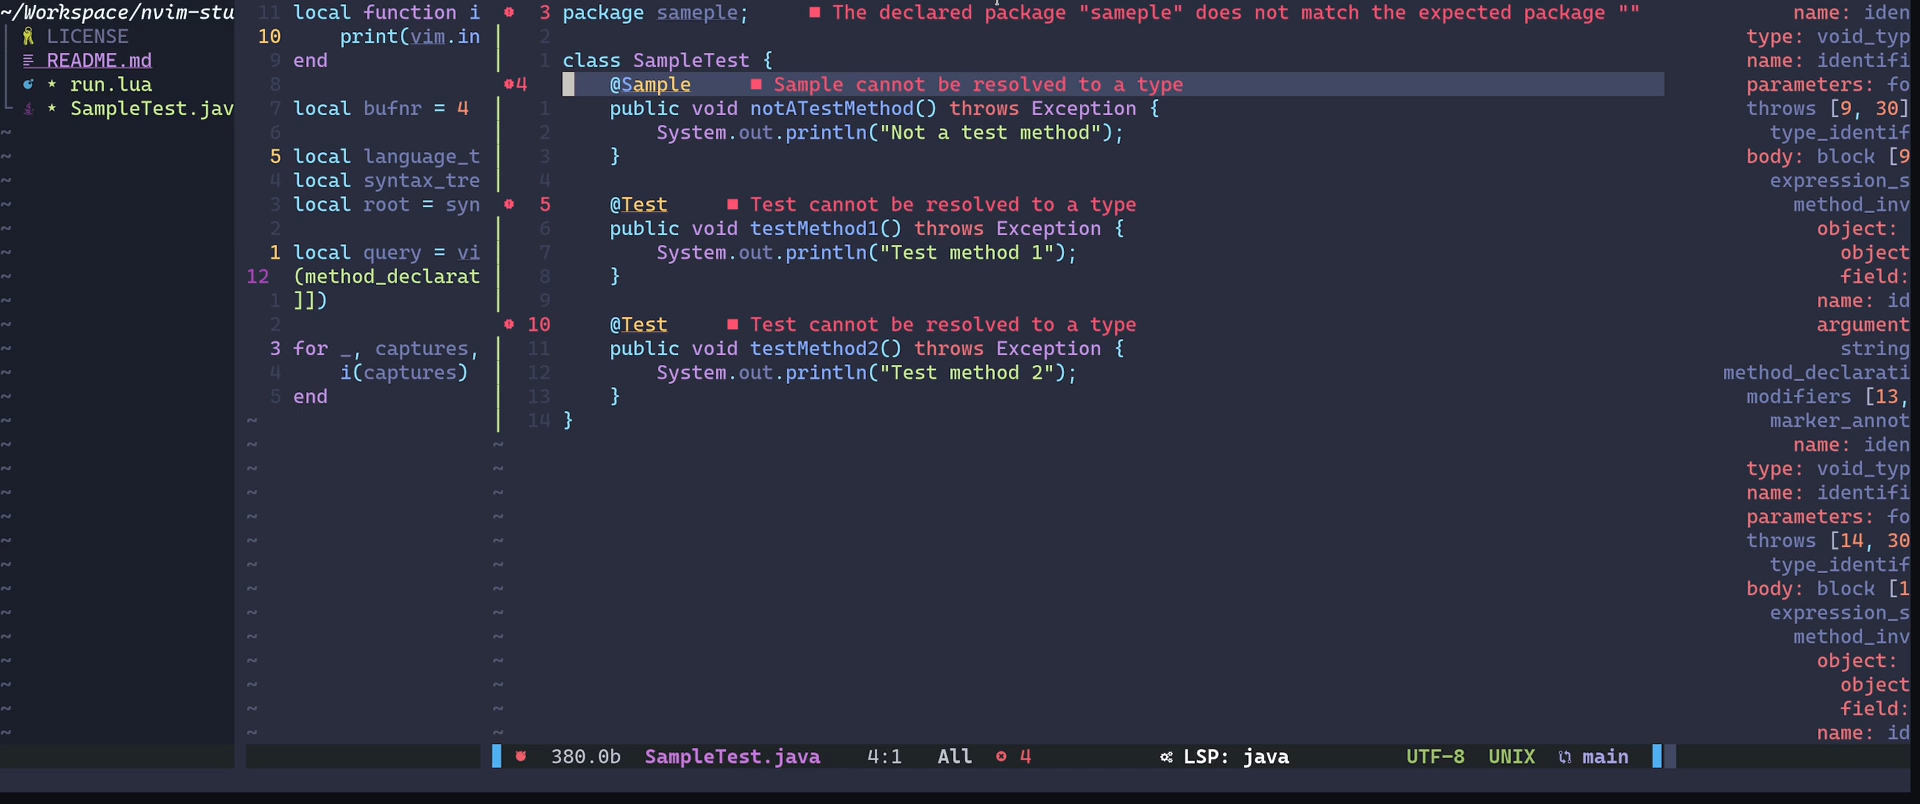 ~/Workspace/nvim-stu
LICENSE
README.md
* run.lua
* SampleTest.jav
11 local function i
10 print(vim.in
9 end
8
7 local bufnr = 4
6
5 local language_t
4 local syntax_tre
3 local root = syn
2
1 local query = vi
12 (method_declarat
1 ]])
2
3 for _, captures,
4 i(captures)
5 end
3 package sameple; ■ The declared package "sameple" does not match the expected package ""
2
1 class SampleTest {
4 @Sample ■ Sample cannot be resolved to a type
1 public void notATestMethod() throws Exception {
2 System.out.println("Not a test method");
3 }
4
5 @Test ■ Test cannot be resolved to a type
6 public void testMethod1() throws Exception {
7 System.out.println("Test method 1");
8 }
9
10 @Test ■ Test cannot be resolved to a type
11 public void testMethod2() throws Exception {
12 System.out.println("Test method 2");
13 }
14 }
name: iden
type: void_typ
name: identifi
parameters: fo
throws [9, 30]
type_identif
body: block [9
expression_s
method_inv
object:
object
field:
name: id
argument
string
method_declarati
modifiers [13,
marker_annot
name: iden
type: void_typ
name: identifi
parameters: fo
throws [14, 30
type_identif
body: block [1
expression_s
method_inv
object:
object
field:
name: id
380.0b SampleTest.java 4:1 All 4 LSP: java UTF-8 UNIX main